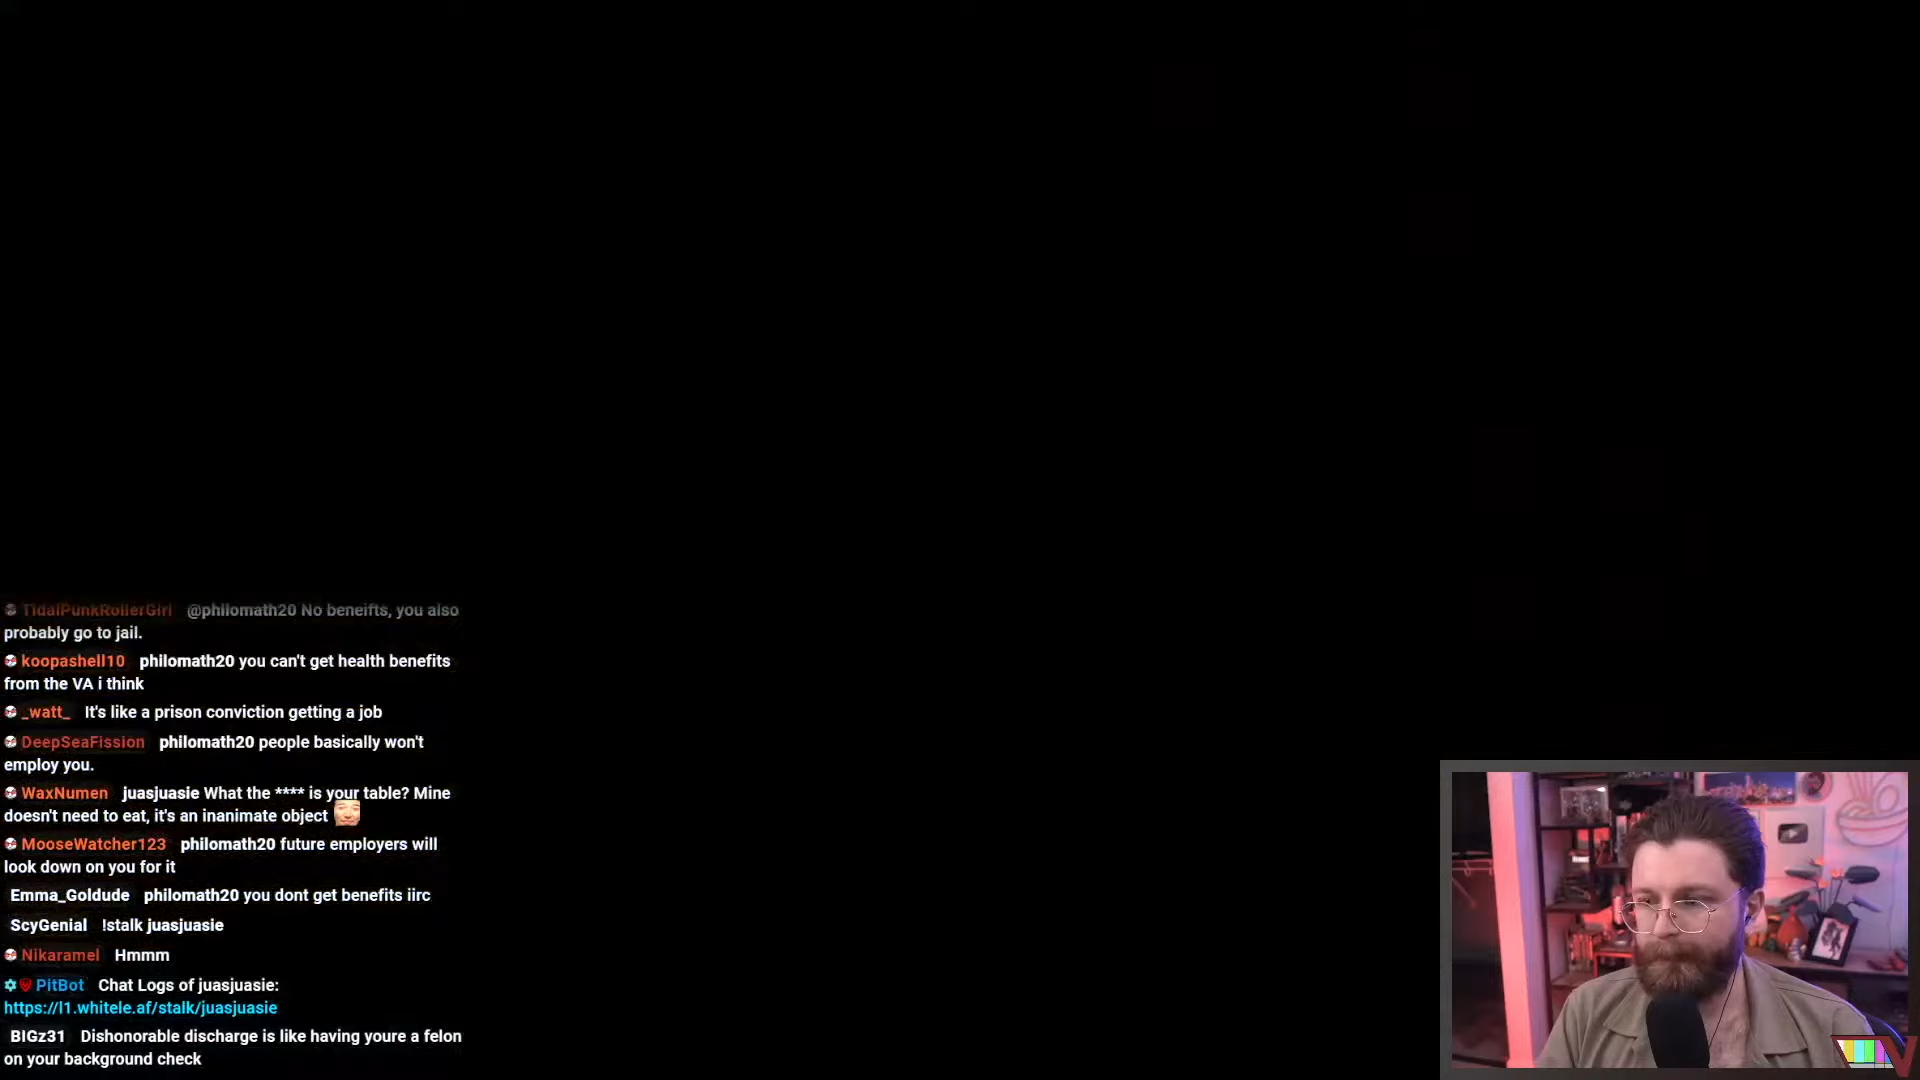 TidalPunkRollerGirl @philomath20 No beneifts, you also
probably go to jail.
koopashell10 philomath20 you can't get health benefits
from the VA i think
_watt_ It's like a prison conviction getting a job
DeepSeaFission philomath20 people basically won't
employ you.
WaxNumen juasjuasie What the **** is your table? Mine
doesn't need to eat, it's an inanimate object
MooseWatcher123 philomath20 future employers will
look down on you for it
Emma_Goldude philomath20 you dont get benefits iirc
ScyGenial !stalk juasjuasie
Nikaramel Hmmm
PitBot Chat Logs of juasjuasie:
https://l1.whitele.af/stalk/juasjuasie
BIGz31 Dishonorable discharge is like having youre a felon
on your background check